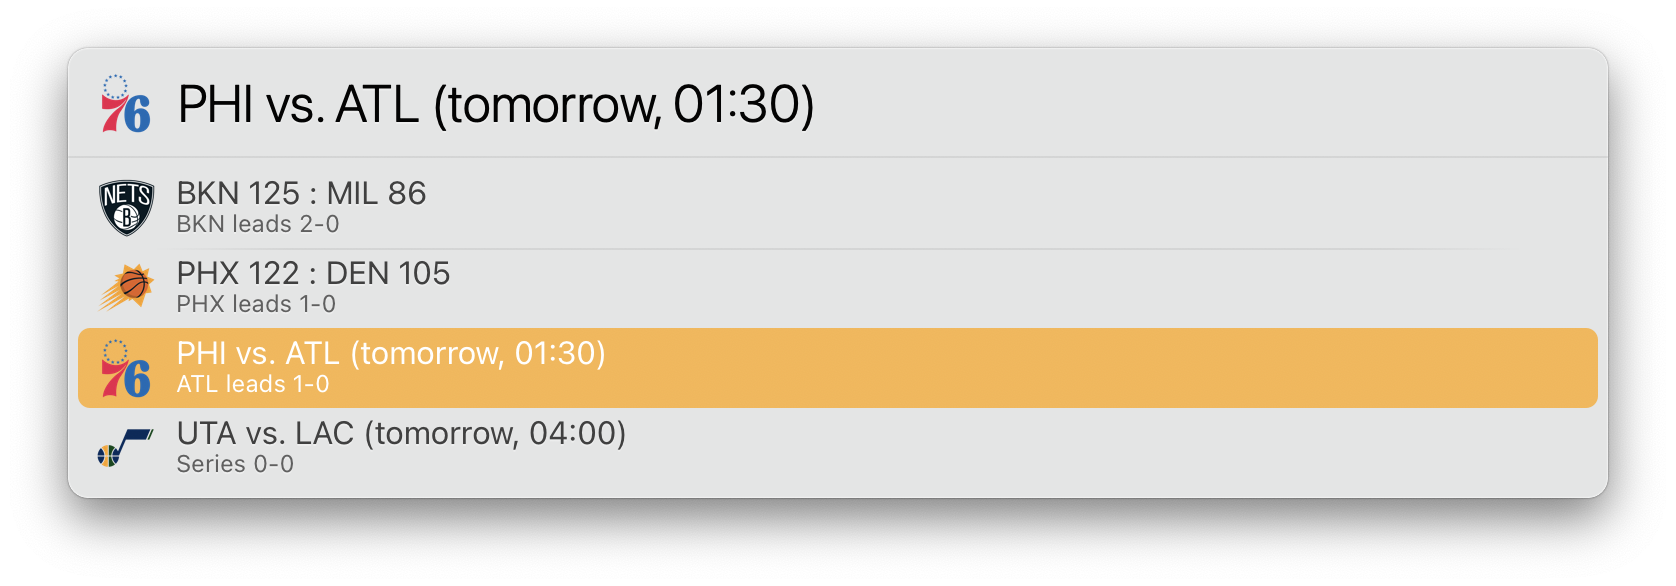 76
PHI vs. ATL (tomorrow, 01:30)
NETS
B
BKN 125 : MIL 86
BKN leads 2-0
PHX 122 : DEN 105
PHX leads 1-0
76
PHI vs. ATL (tomorrow, 01:30)
ATL leads 1-0
UTA vs. LAC (tomorrow, 04:00)
Series 0-0